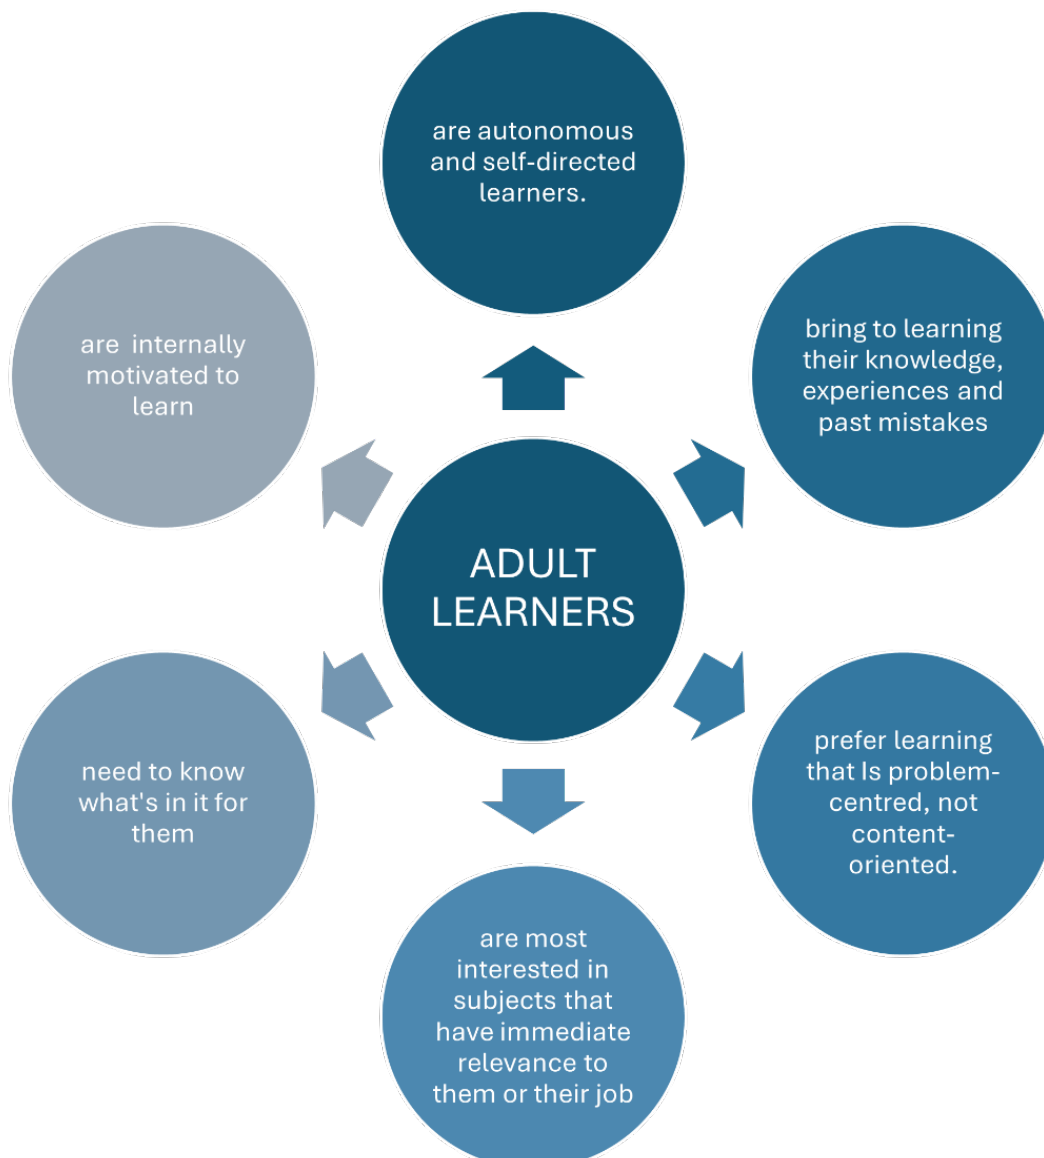 are autonomous
and self-directed
learners.
bring to learning
their knowledge,
experiences and
past mistakes
prefer learning
that Is problem-
centred, not
content-
oriented.
are most
interested in
subjects that
have immediate
relevance to
them or their job
need to know
what's in it for
them
are  internally
motivated to
learn
ADULT
LEARNERS